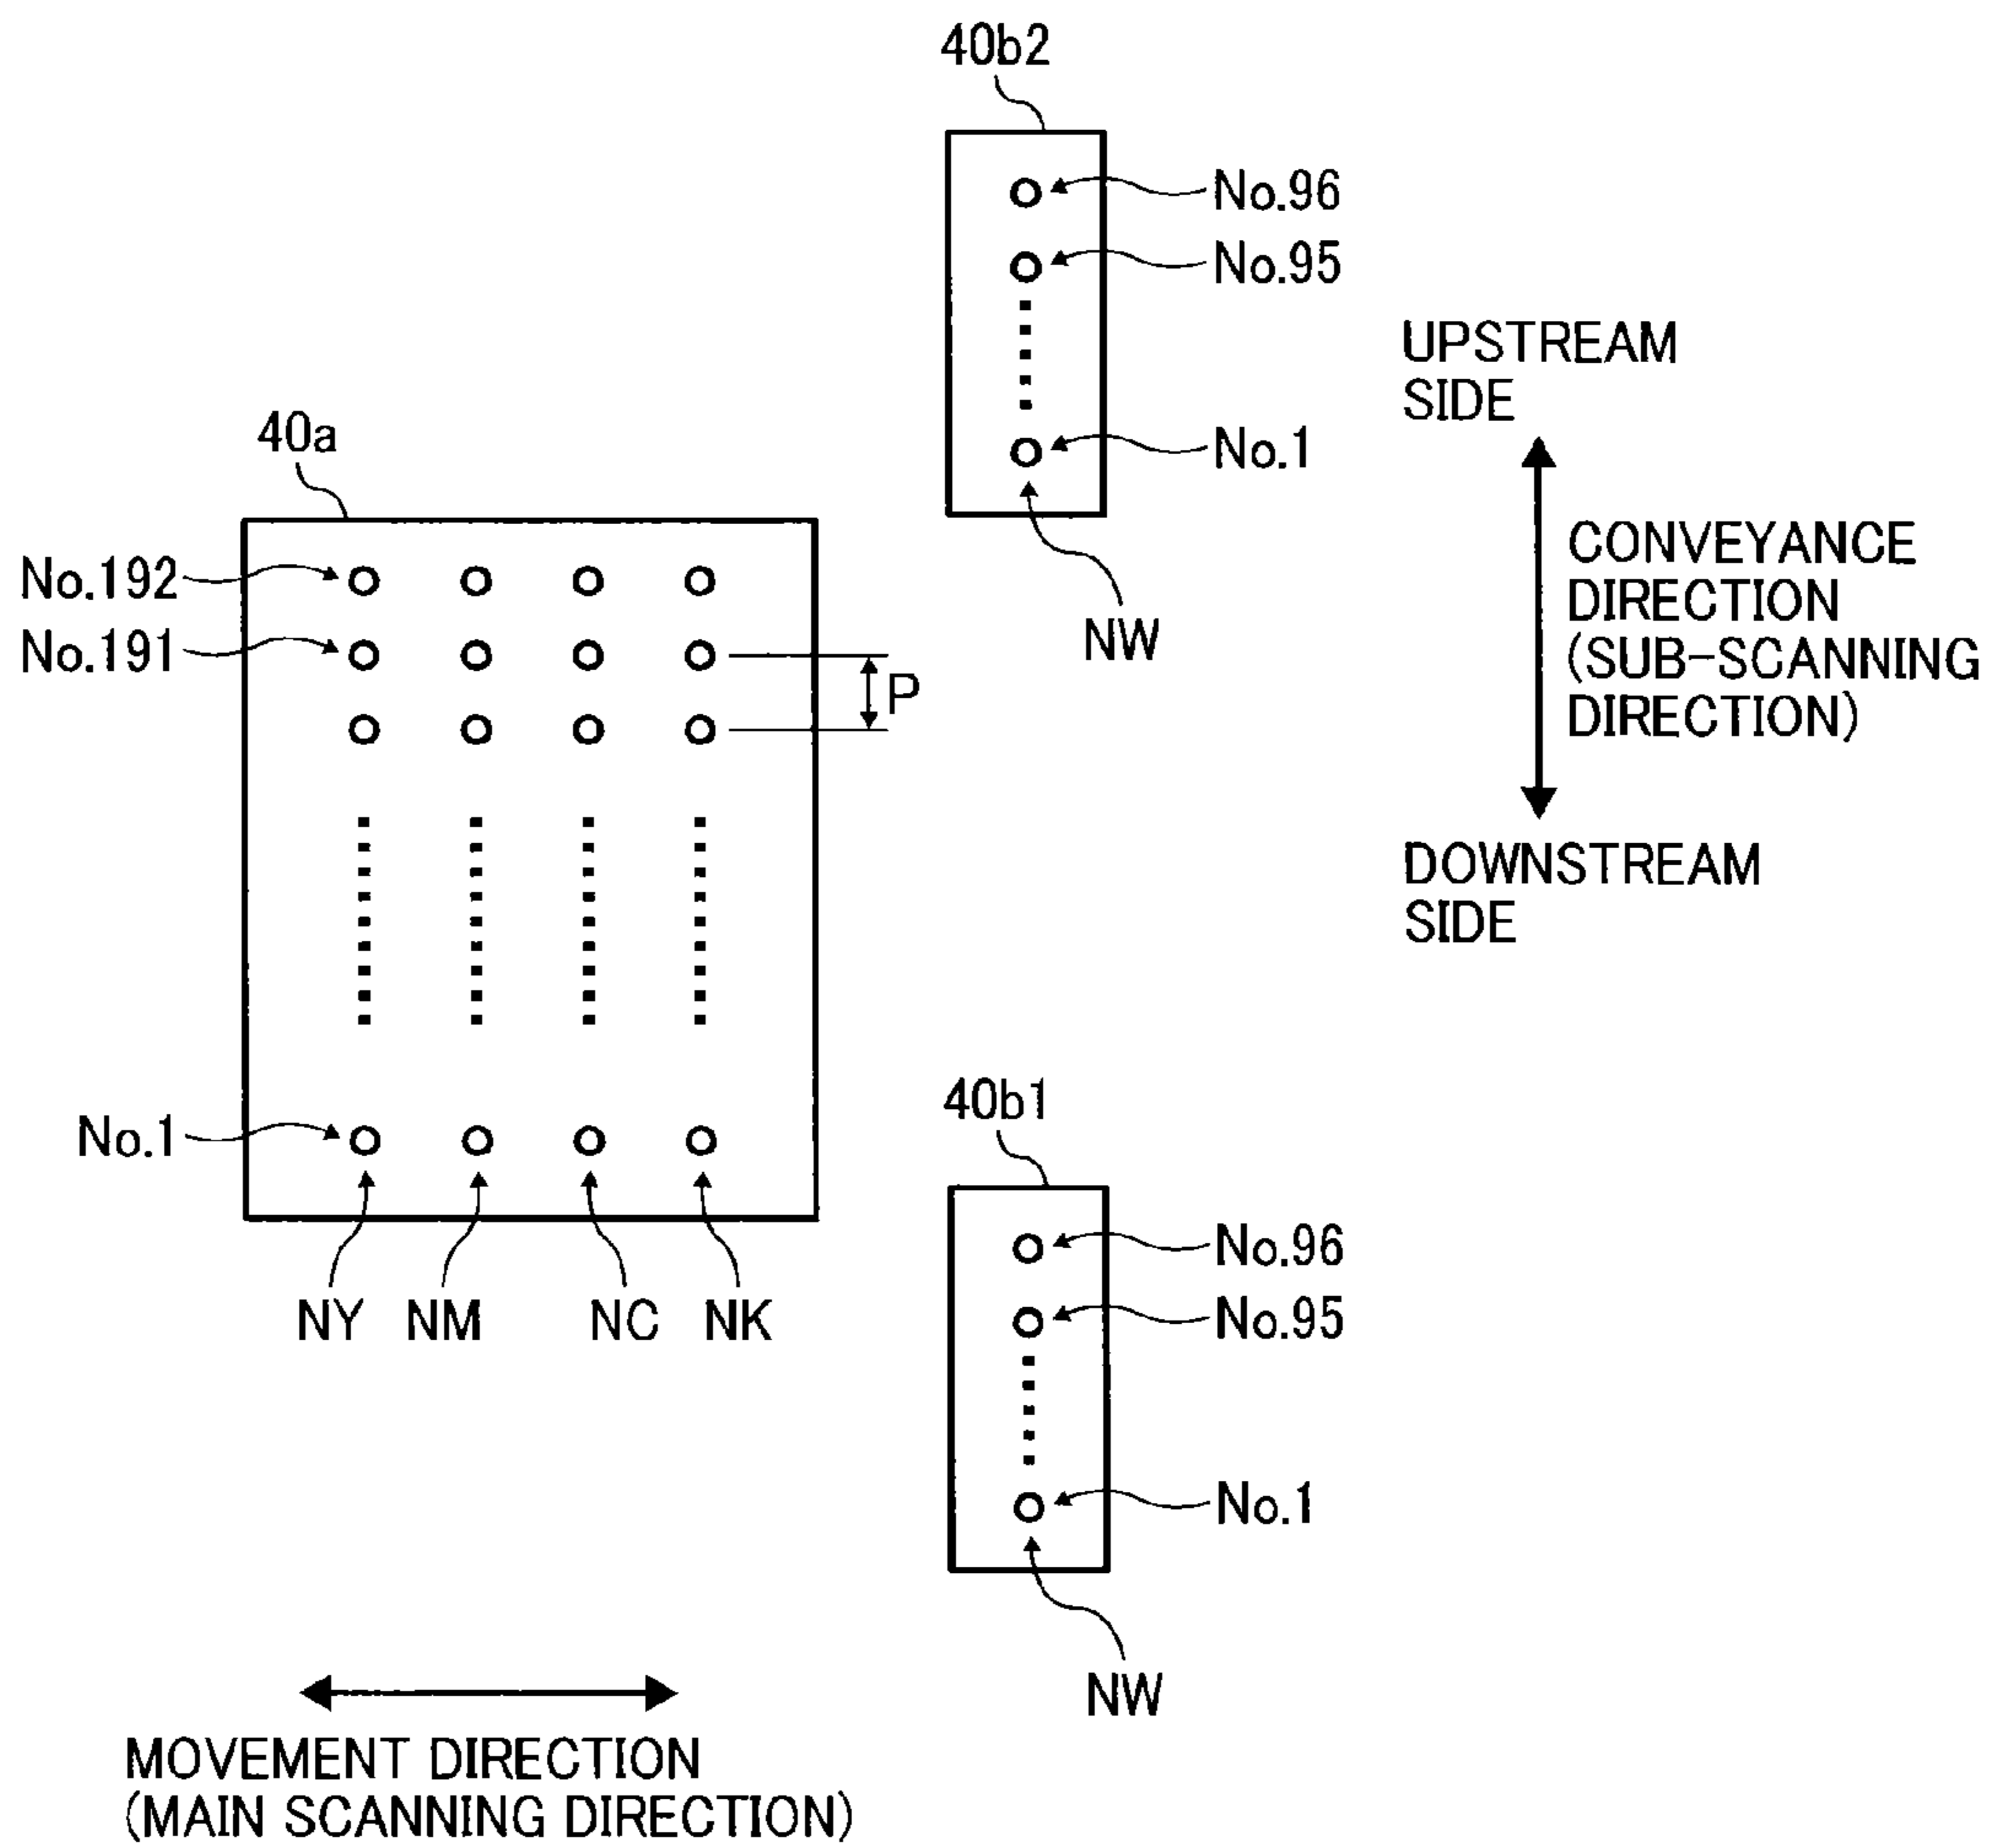 40b2
No.96
No.95
UPSTREAM
SIDE
40a
No.1
CONVEYANCE
DIRECTION
(SUB-SCANNING
DIRECTION)
No.192
NW
No.191
P
DOWNSTREAM
SIDE
40b1
No.1
No.96
NY NM NC NK
No.95
No.1
NW
MOVEMENT DIRECTION
(MAIN SCANNING DIRECTION)